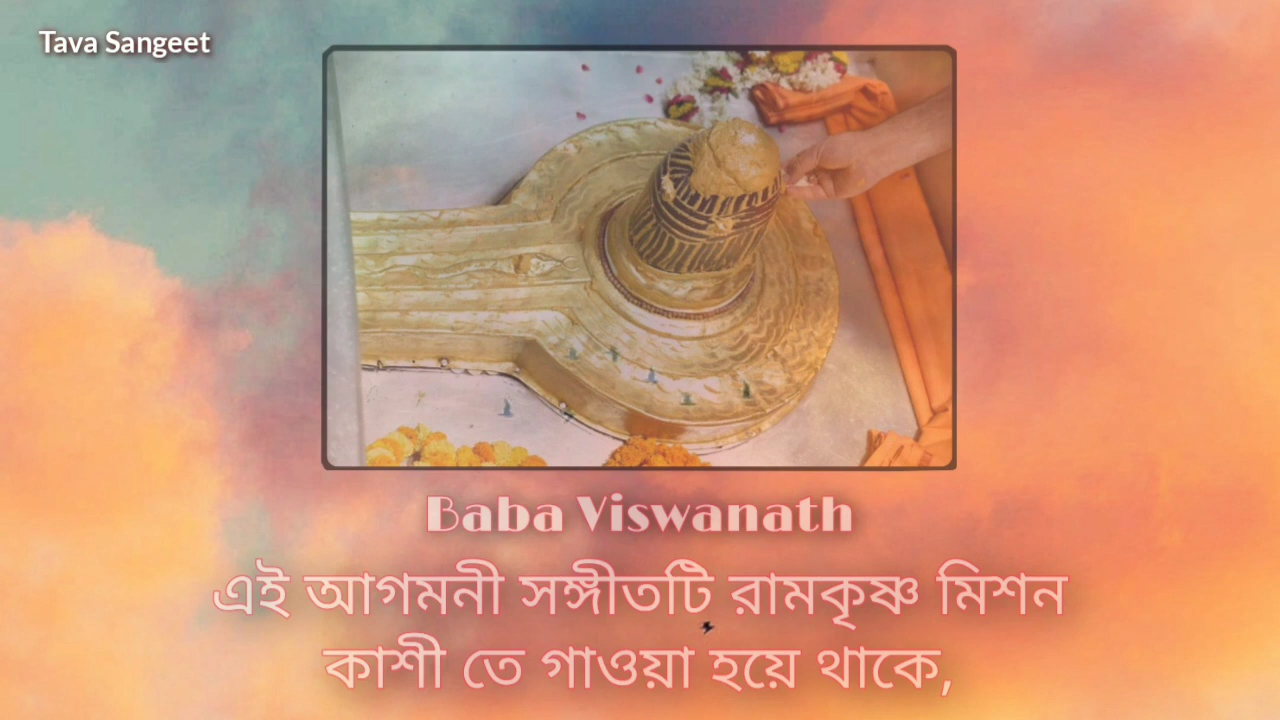 Tava Sangeet
Baba Viswanath
এই আগমনী সঙ্গীতটি রামকৃষ্ণ মিশন
কাশী তে গাওয়া হয়ে থাকে,